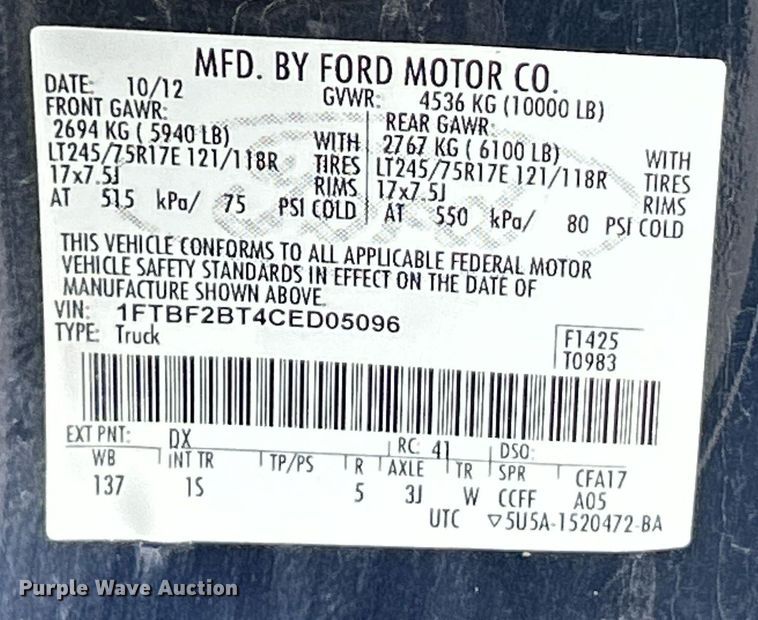 MFD. BY FORD MOTOR CO.
DATE: 10/12 GVWR: 4536 KG (10000 LB)
FRONT GAWR: REAR GAWR:
2694 KG ( 5940 LB) WITH 2767 KG ( 6100 LB) WITH
LT245/75R17E 121/118R TIRES LT245/75R17E 121/118R TIRES
17x7.5J RIMS 17x7.5J RIMS
AT 515 kPa/ 75 PSI COLD AT 550 kPa/ 80 PSI COLD
THIS VEHICLE CONFORMS TO ALL APPLICABLE FEDERAL MOTOR
VEHICLE SAFETY STANDARDS IN EFFECT ON THE DATE OF
MANUFACTURE SHOWN ABOVE.
VIN: 1FTBF2BT4CED05096
TYPE: Truck F1425
T0983
EXT PNT: DX RC: 41 DSO:
WB INT TR TP/PS R AXLE TR SPR CFA17
137 1S 5 3J W CCFF A05
UTC ▽5U5A-1520472-BA
Purple Wave Auction